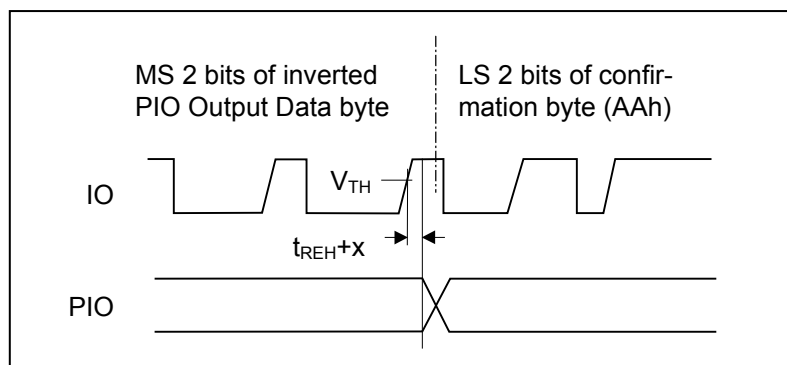 MS 2 bits of inverted
PIO Output Data byte
LS 2 bits of confir-
mation byte (AAh)
VTH
IO
tREH+x
PIO